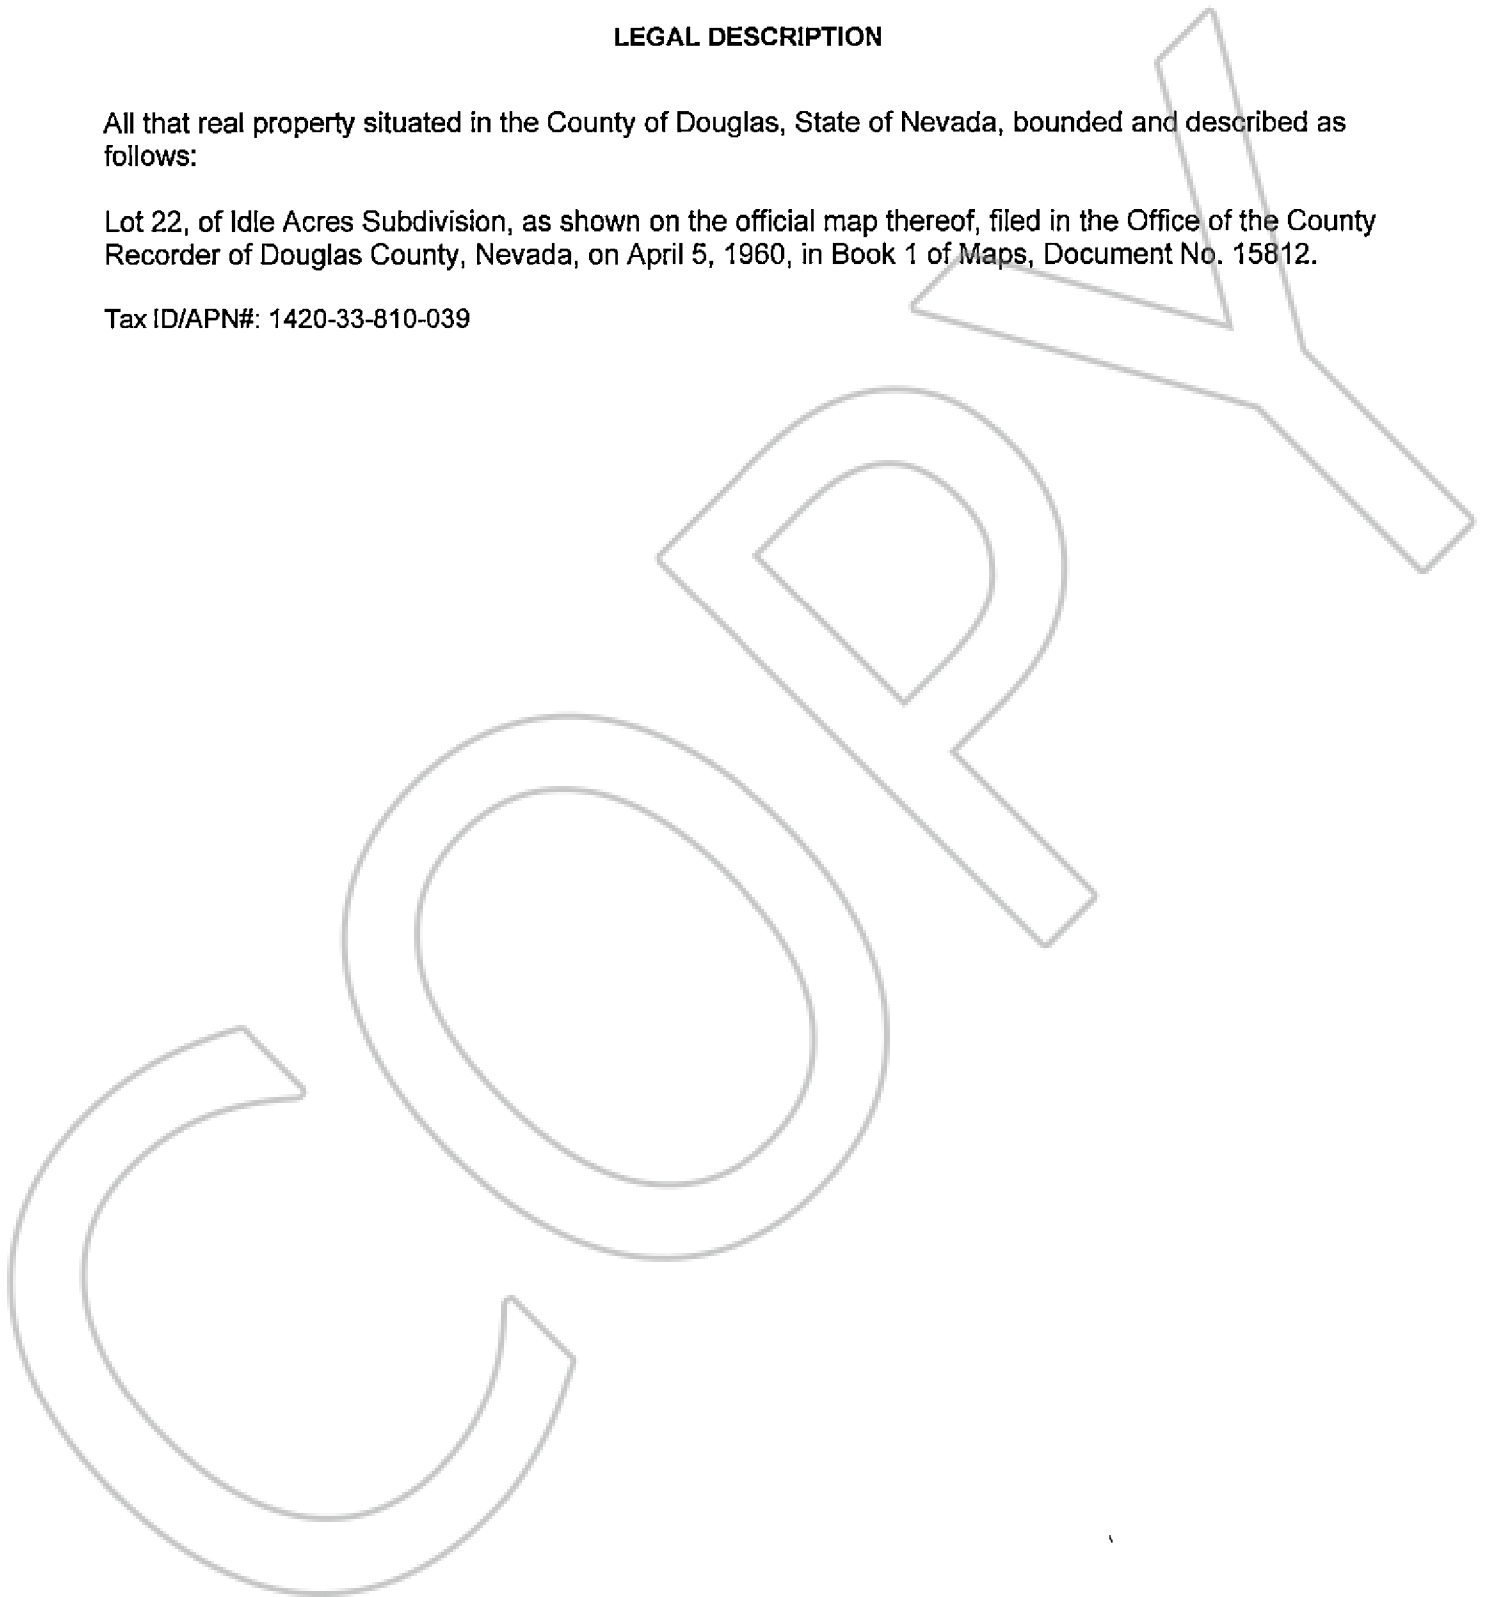 LEGAL DESCRIPTION
All that real property situated in the County of Douglas, State of Nevada, bounded and described as
follows:
Lot 22, of Idle Acres Subdivision, as shown on the official map thereof, filed in the Office of the County
Recorder of Douglas County, Nevada, on April 5, 1960, in Book 1 of Maps, Document No. 15812.
Tax ID/APN#: 1420-33-810-039
COPY